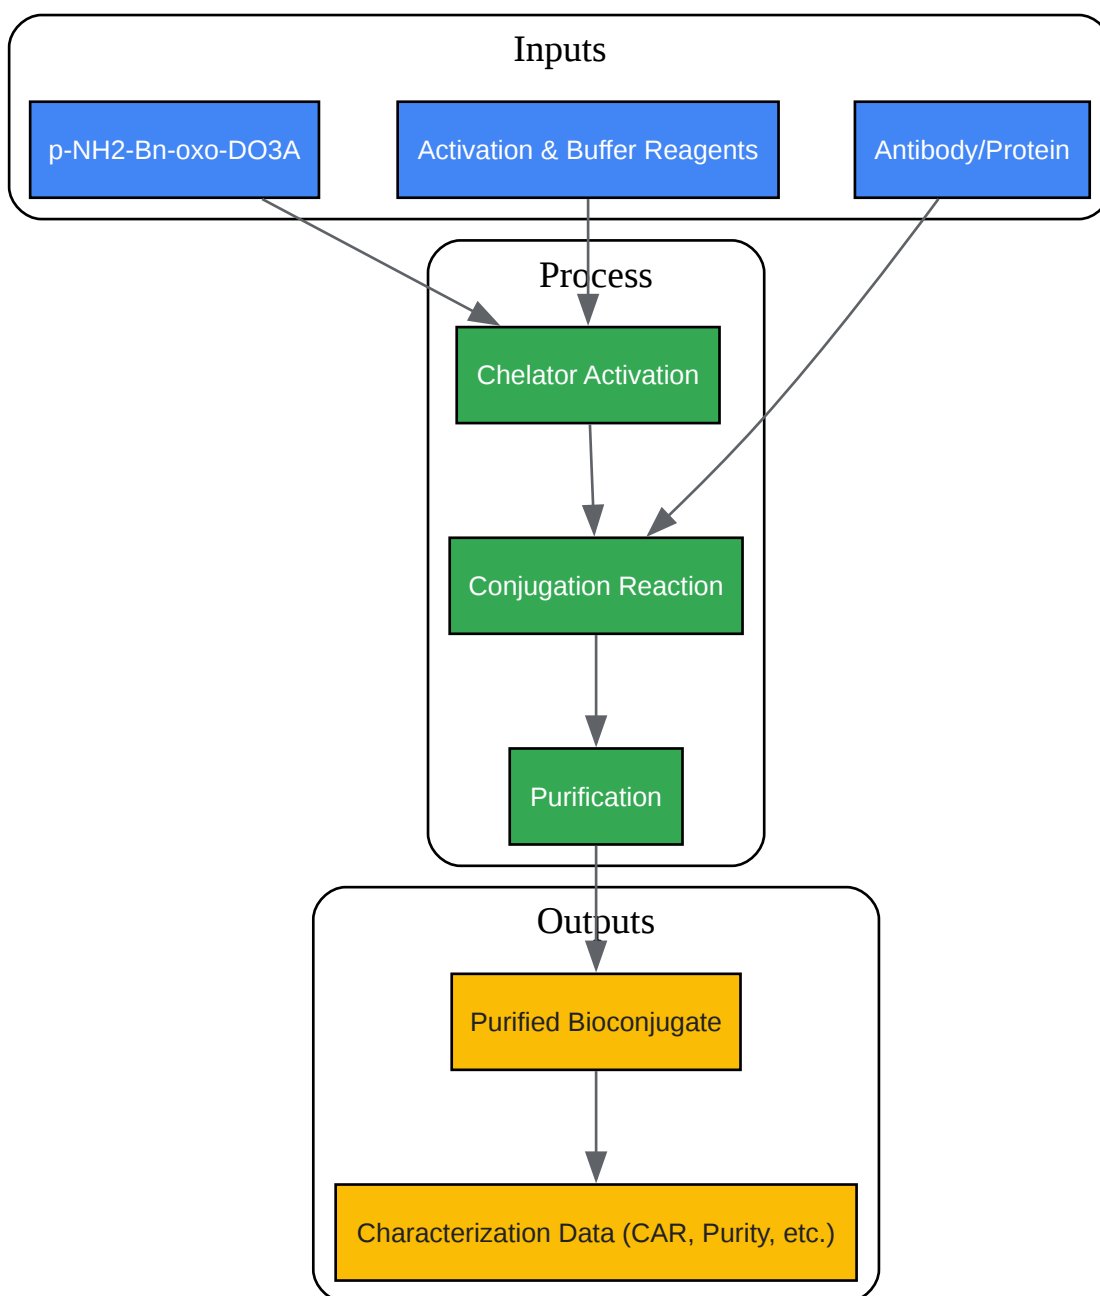 Inputs
p-NH2-Bn-oxo-DO3A
Activation & Buffer Reagents
Antibody/Protein
Process
Chelator Activation
Conjugation Reaction
Purification
Outputs
Purified Bioconjugate
Characterization Data (CAR, Purity, etc.)